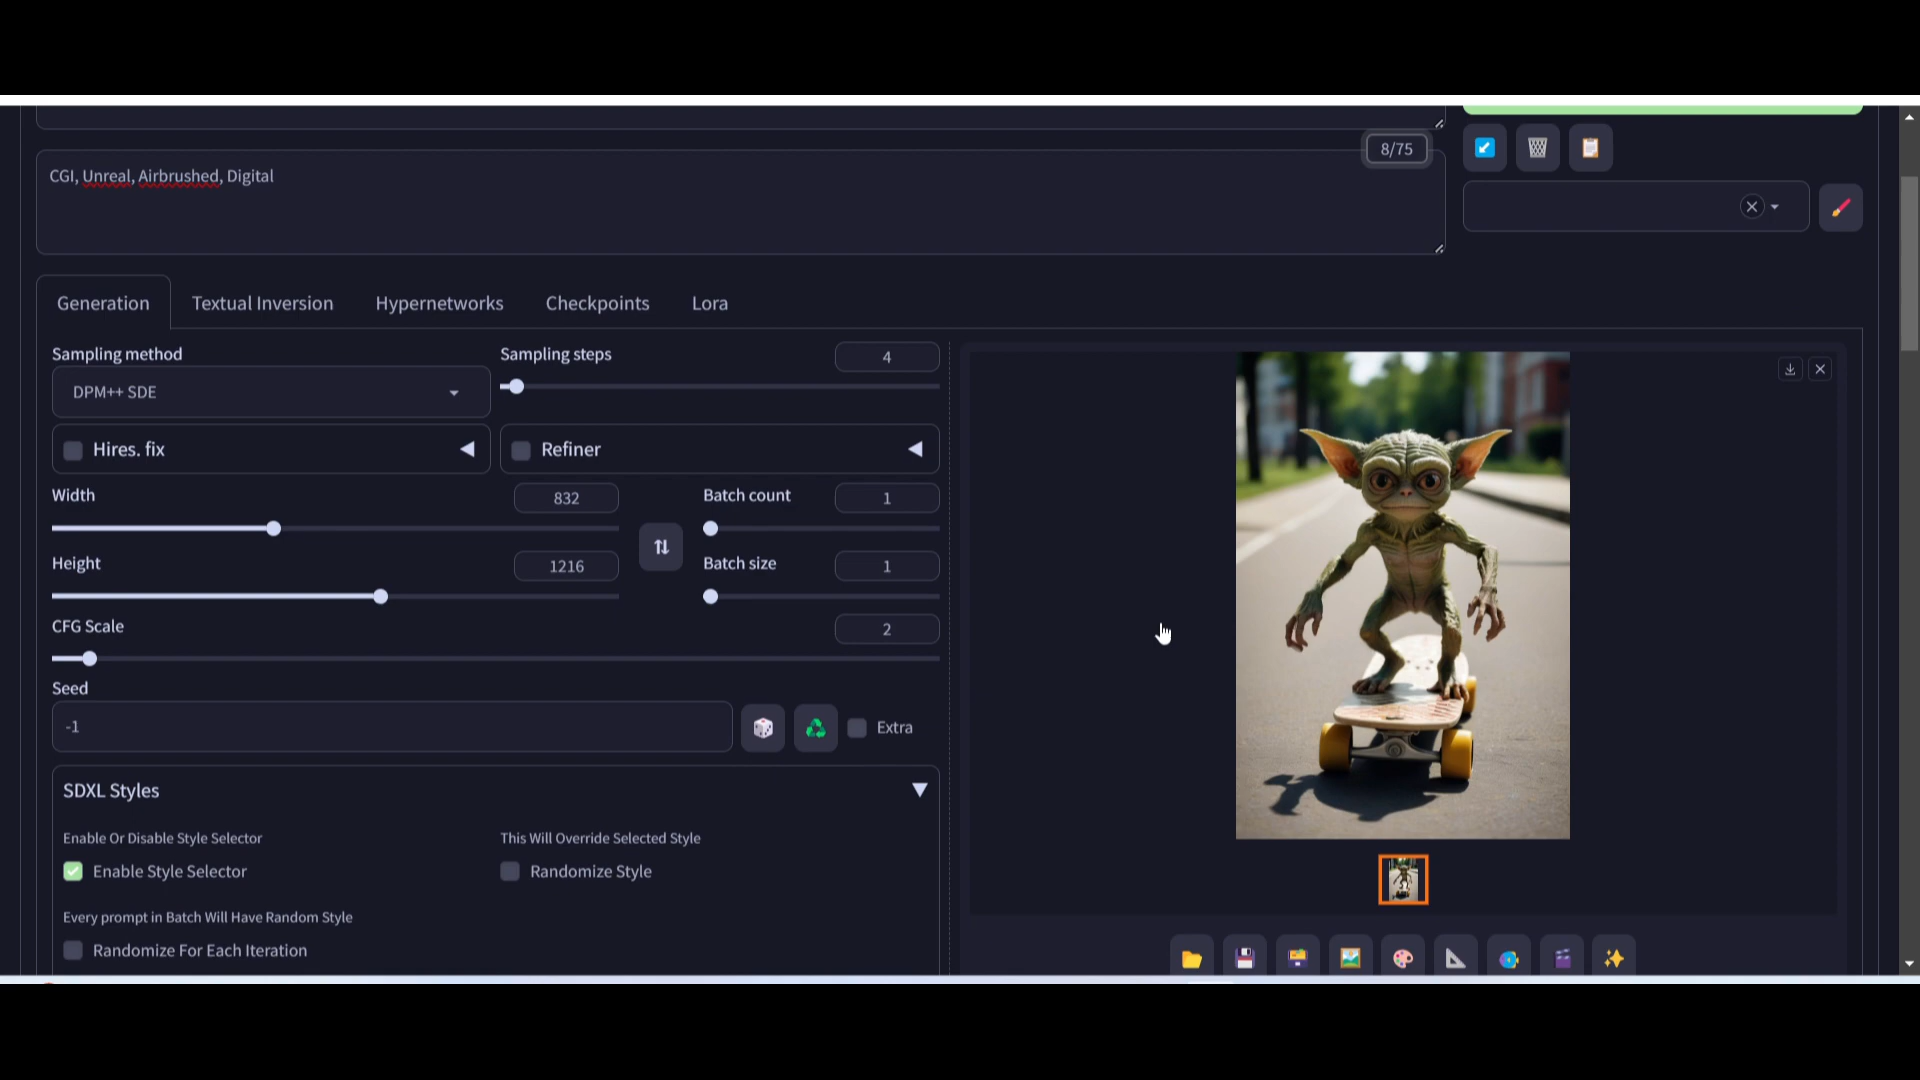 8/75
CGI, Unreal, Airbrushed, Digital
Generation Textual Inversion Hypernetworks Checkpoints Lora
Sampling method
DPM++ SDE
Sampling steps
4
Hires. fix
Refiner
Width
832
Batch count
1
Height
1216
Batch size
1
CFG Scale
2
Seed
-1
Extra
SDXL Styles
Enable Or Disable Style Selector
Enable Style Selector
This Will Override Selected Style
Randomize Style
Every prompt in Batch Will Have Random Style
Randomize For Each Iteration